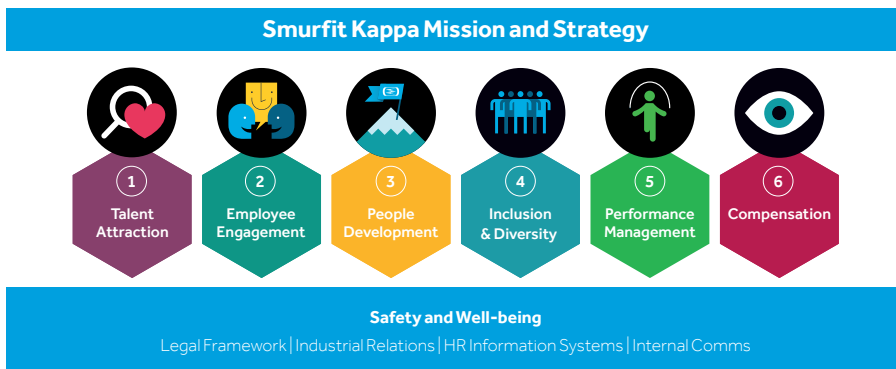 Smurfit Kappa Mission and Strategy
1
Talent
Attraction
2
Employee
Engagement
3
People
Development
4
Inclusion
& Diversity
5
Performance
Management
6
Compensation
Safety and Well-being
Legal Framework | Industrial Relations | HR Information Systems | Internal Comms